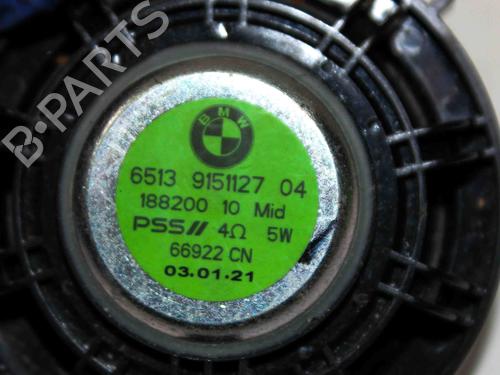 B-PARTS
BMW
6513 9151127 04
188200 10 Mid
PSS// 4Ω 5W
66922 CN
03.01.21